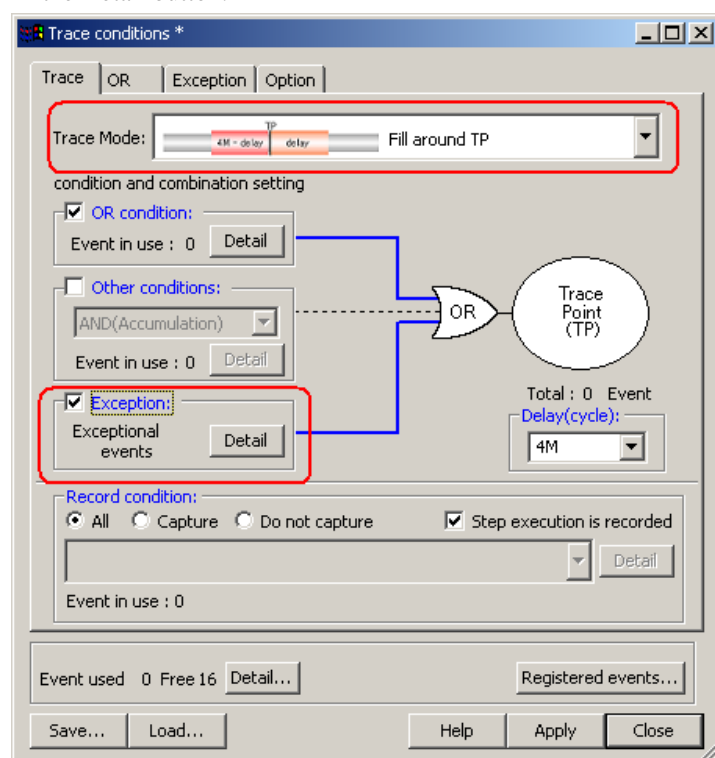 Trace conditions *
Trace OR Exception Option
Trace Mode: 4M - delay TP delay Fill around TP
condition and combination setting
OR condition:
Event in use : 0 Detail
Other conditions:
AND(Accumulation)
Event in use : 0 Detail
Exception:
Exceptional
events
Detail
OR
Trace
Point
(TP)
Total : 0 Event
Delay(cycle):
4M
Record condition:
All Capture Do not capture Step execution is recorded
Detail
Event in use : 0
Event used 0 Free 16 Detail... Registered events...
Save... Load... Help Apply Close